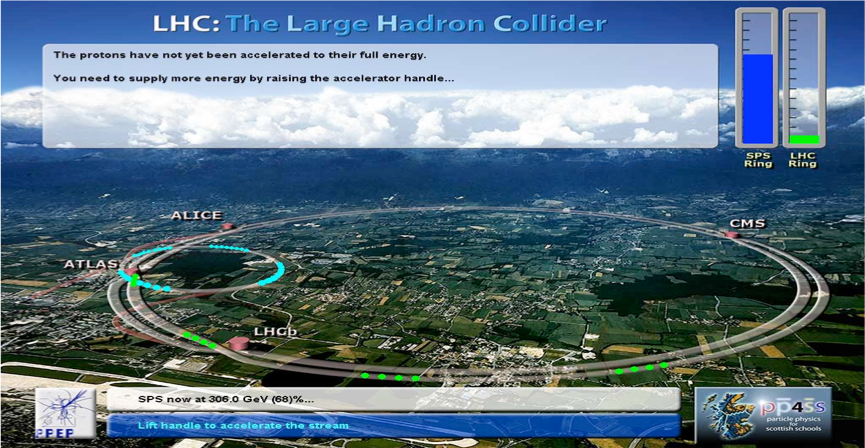 LHC: The Large Hadron Collider
The protons have not yet been accelerated to their full energy.
You need to supply more energy by raising the accelerator handle...
SPS
Ring
LHC
Ring
ALICE
CMS
ATLAS
LHCb
SPS now at 306.0 GeV (68)%...
Lift handle to accelerate the stream
PPEP
pp4ss
particle physics
for
scottish schools